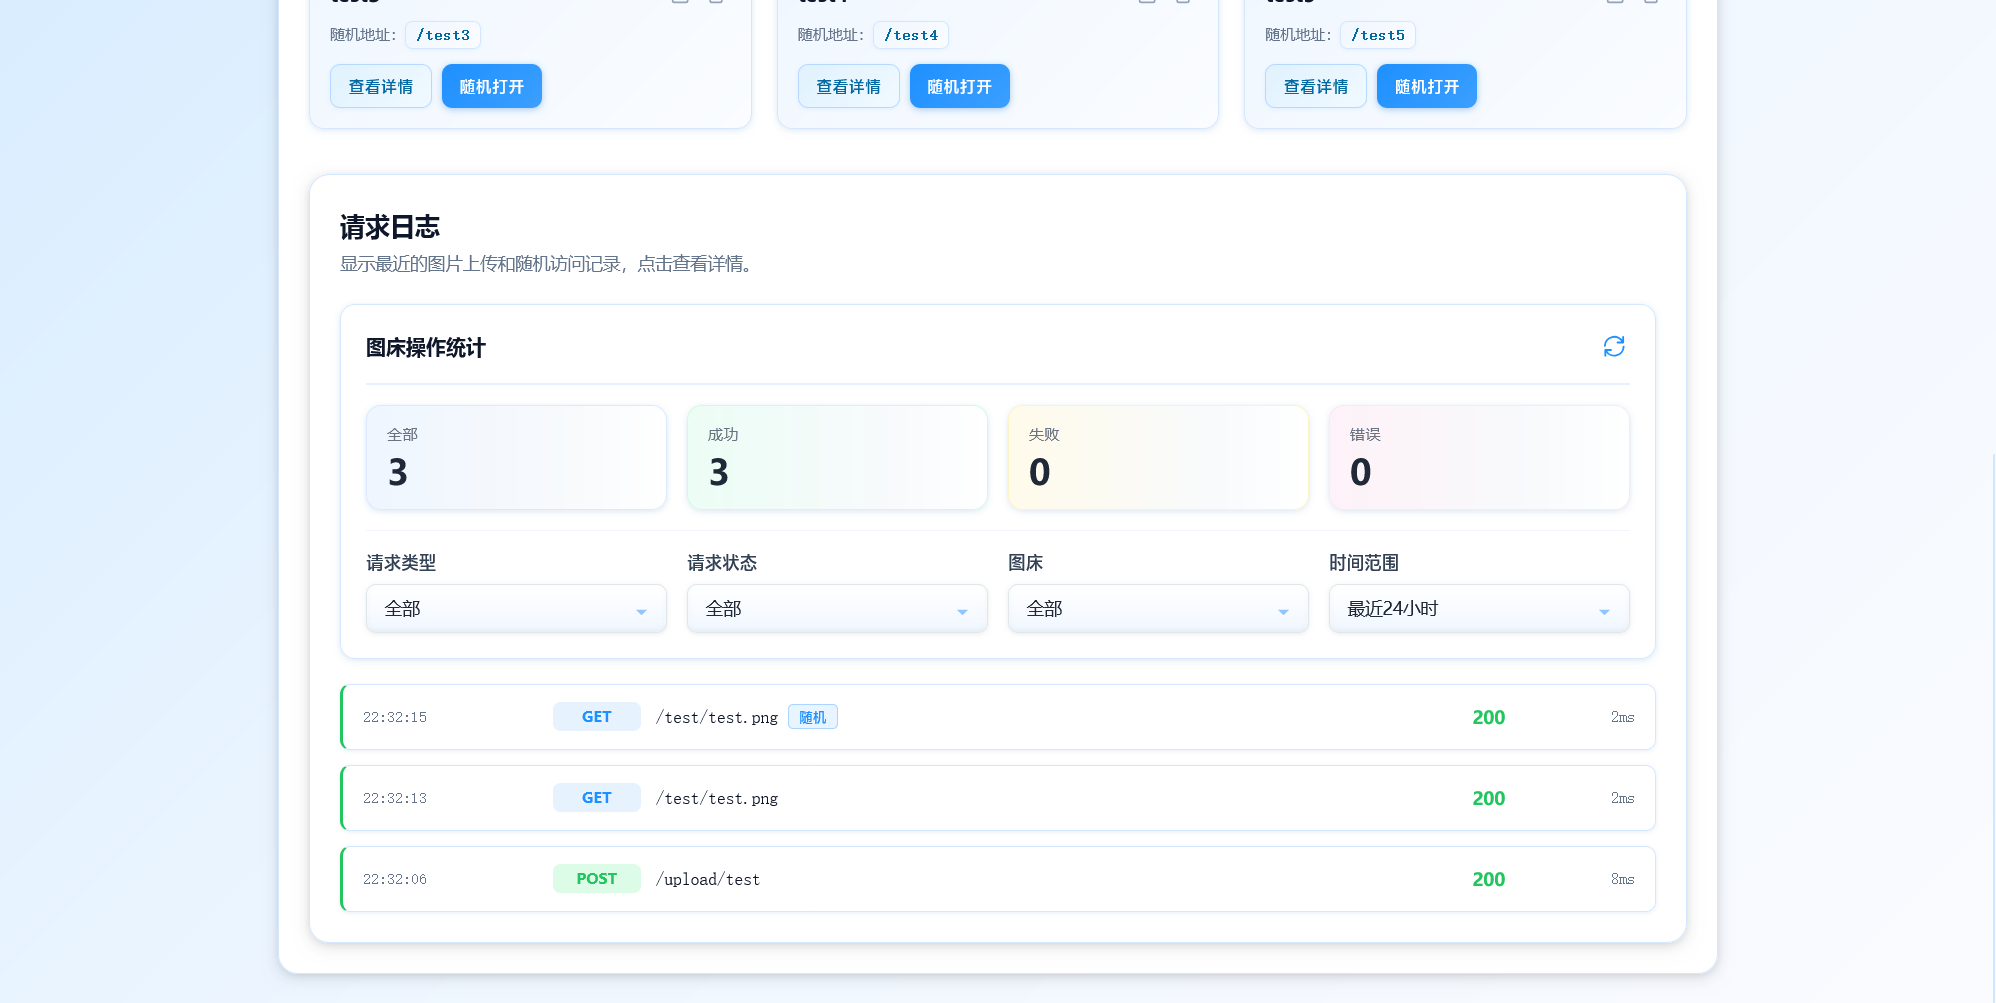 随机地址： /test3
随机地址： /test4
随机地址： /test5
查看详情 随机打开
查看详情 随机打开
查看详情 随机打开
请求日志
显示最近的图片上传和随机访问记录，点击查看详情。
图床操作统计
全部
3
成功
3
失败
0
错误
0
请求类型
全部
请求状态
全部
图床
全部
时间范围
最近24小时
22:32:15 GET /test/test.png 随机 200 2ms
22:32:13 GET /test/test.png 200 2ms
22:32:06 POST /upload/test 200 8ms